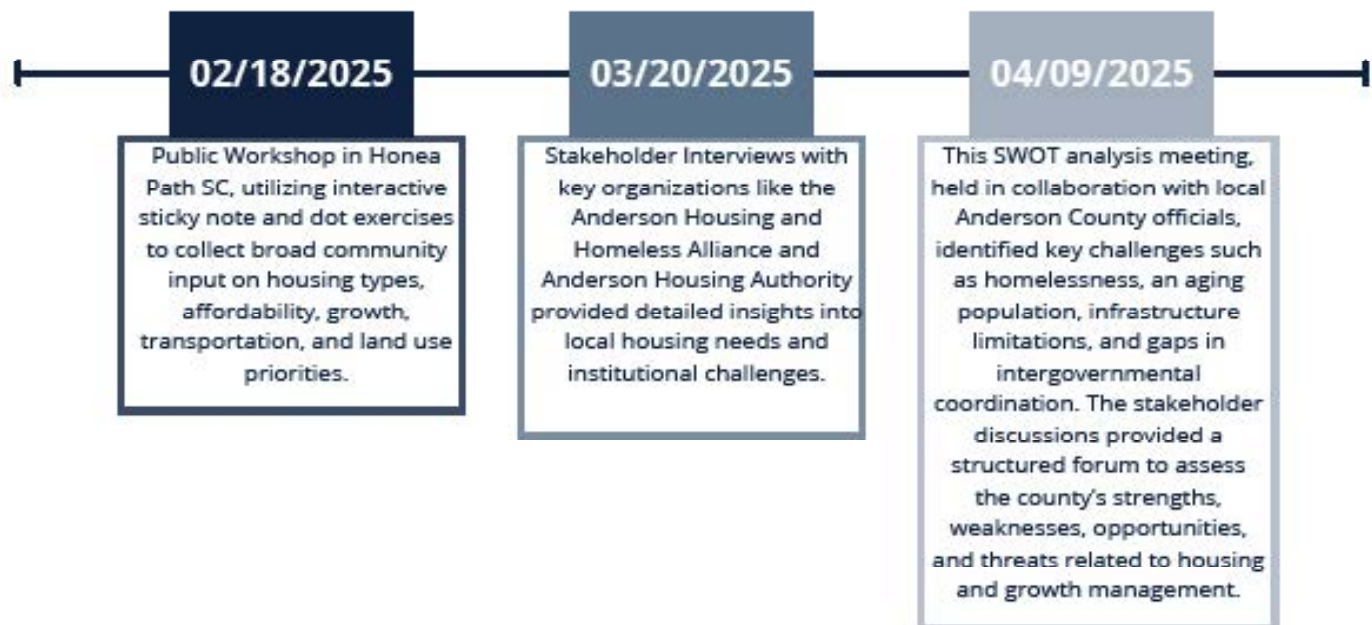 02/18/2025
Public Workshop in Honea
Path SC, utilizing interactive
sticky note and dot exercises
to collect broad community
input on housing types,
affordability, growth,
transportation, and land use
priorities.
03/20/2025
Stakeholder Interviews with
key organizations like the
Anderson Housing and
Homeless Alliance and
Anderson Housing Authority
provided detailed insights into
local housing needs and
institutional challenges.
04/09/2025
This SWOT analysis meeting,
held in collaboration with local
Anderson County officials,
identified key challenges such
as homelessness, an aging
population, infrastructure
limitations, and gaps in
intergovernmental
coordination. The stakeholder
discussions provided a
structured forum to assess
the county's strengths,
weaknesses, opportunities,
and threats related to housing
and growth management.